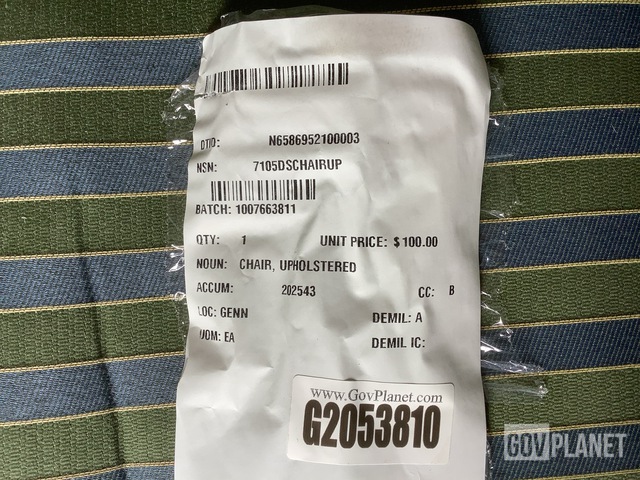 DTID: N6586952100003
NSN: 7105DSCHAIRUP
BATCH: 1007663811
QTY: 1 UNIT PRICE: $100.00
NOUN: CHAIR, UPHOLSTERED
ACCUM: 202543 CC: B
LOC: GENN DEMIL: A
UOM: EA DEMIL IC:
www.GovPlanet.com
G2053810
GOVPLANET